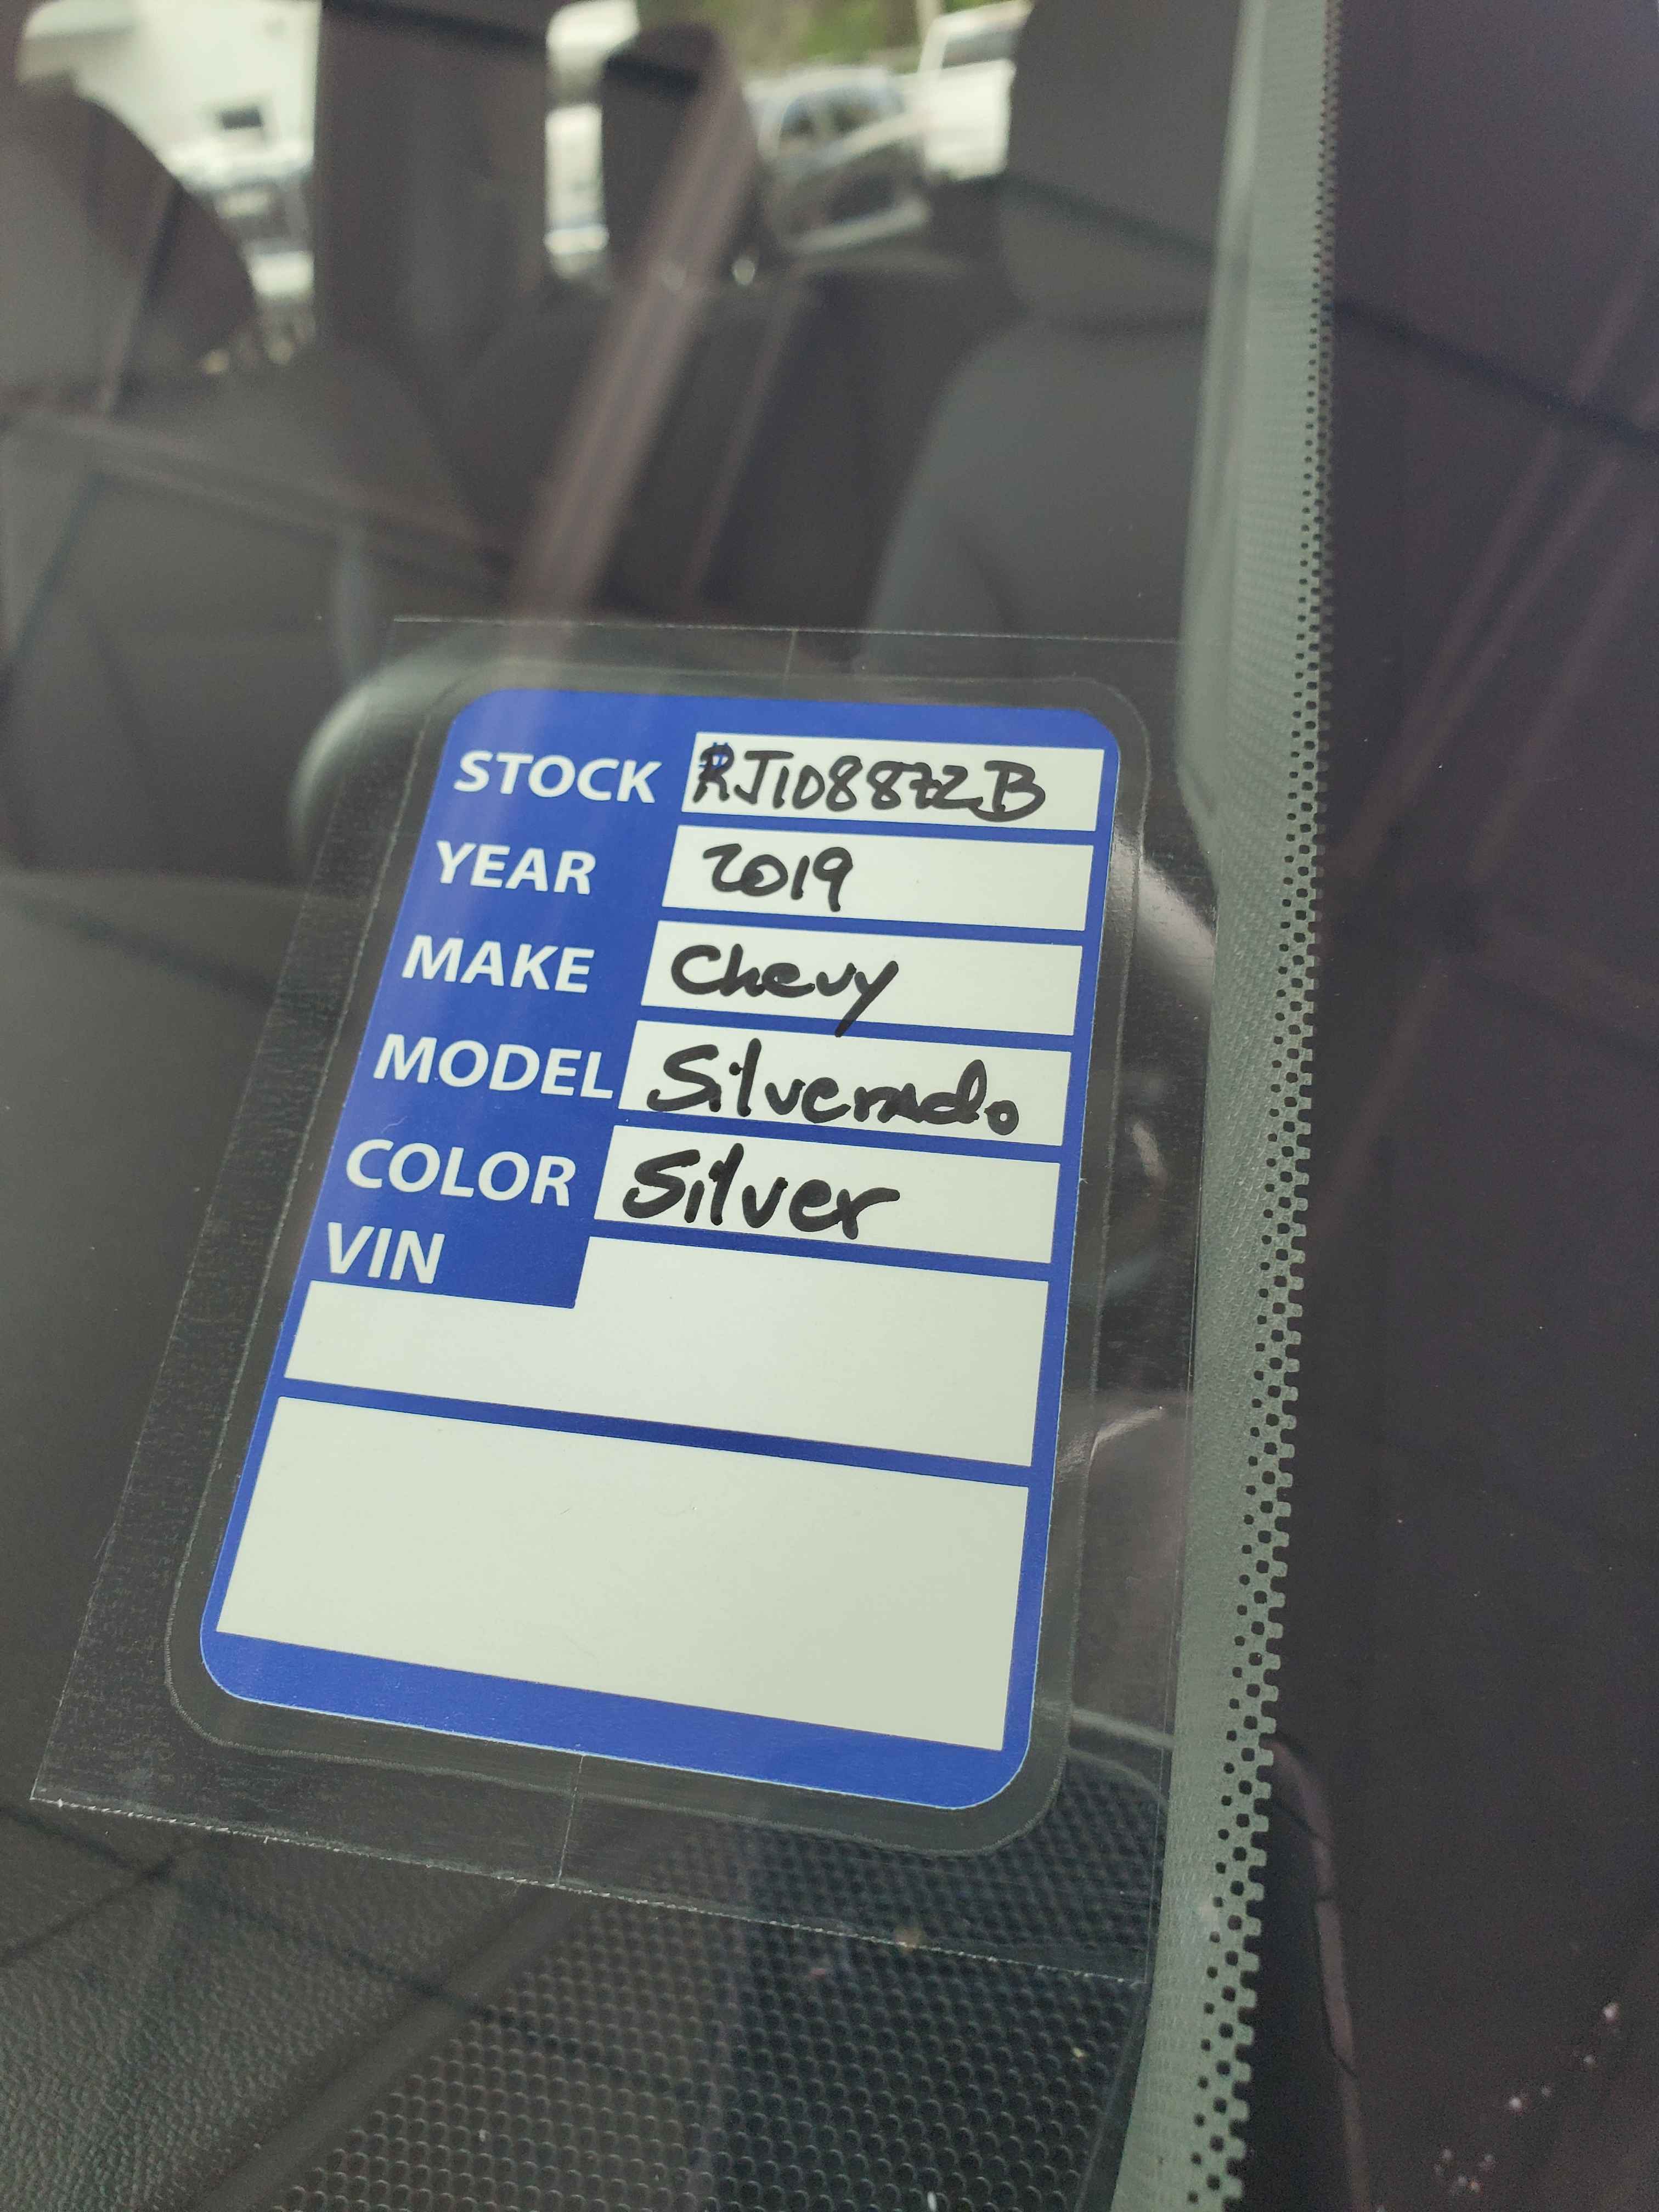 STOCK #RJ108872B
YEAR 2019
MAKE Chevy
MODEL Silverado
COLOR Silver
VIN